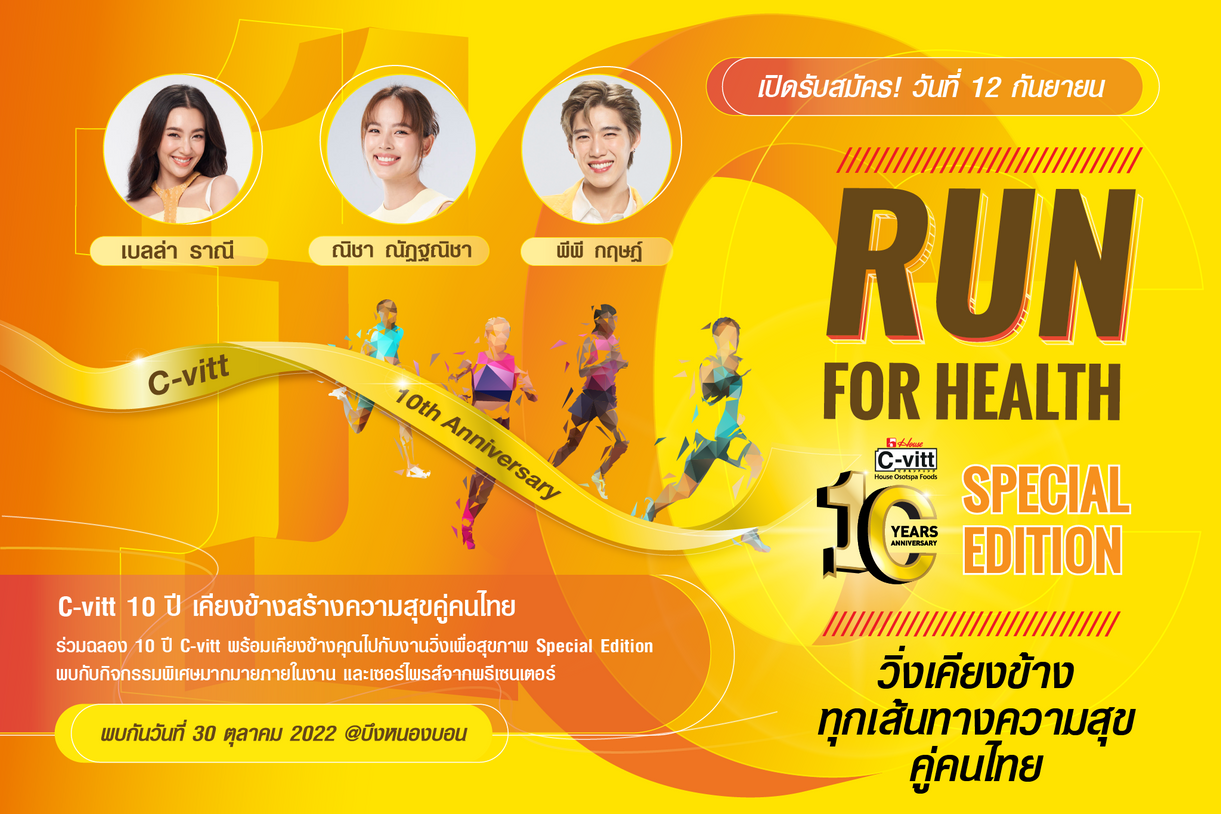 เปิดรับสมัคร! วันที่ 12 กันยายน
เบลล่า ราณี
ณิชา ณัฏฐณิชา
พีพี กฤษฏ์
RUN
FOR HEALTH
C-vitt
10th Anniversary
House
C-vitt
House Osotspa Foods
10 YEARS
ANNIVERSARY
SPECIAL
EDITION
C-vitt 10 ปี เคียงข้างสร้างความสุขคู่คนไทย
ร่วมฉลอง 10 ปี C-vitt พร้อมเคียงข้างคุณไปกับงานวิ่งเพื่อสุขภาพ Special Edition
พบกับกิจกรรมพิเศษมากมายภายในงาน และเซอร์ไพรส์จากพรีเซนเตอร์
พบกันวันที่ 30 ตุลาคม 2022 @บึงหนองบอน
วิ่งเคียงข้าง
ทุกเส้นทางความสุข
คู่คนไทย